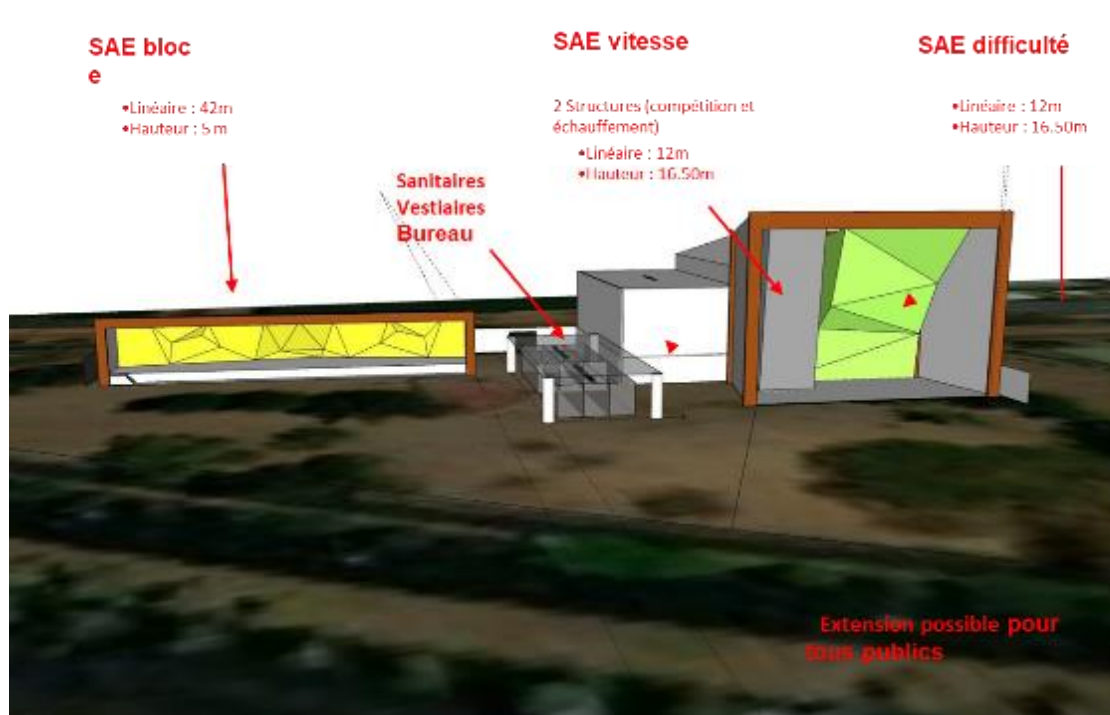 SAE bloc
e
•Linéaire : 42m
•Hauteur : 5 m
Sanitaires
Vestiaires
Bureau
SAE vitesse
2 Structures (compétition et
échauffement)
•Linéaire : 12m
•Hauteur : 16.50m
SAE difficulté
•Linéaire : 12m
•Hauteur : 16.50m
Extension possible pour
tous publics